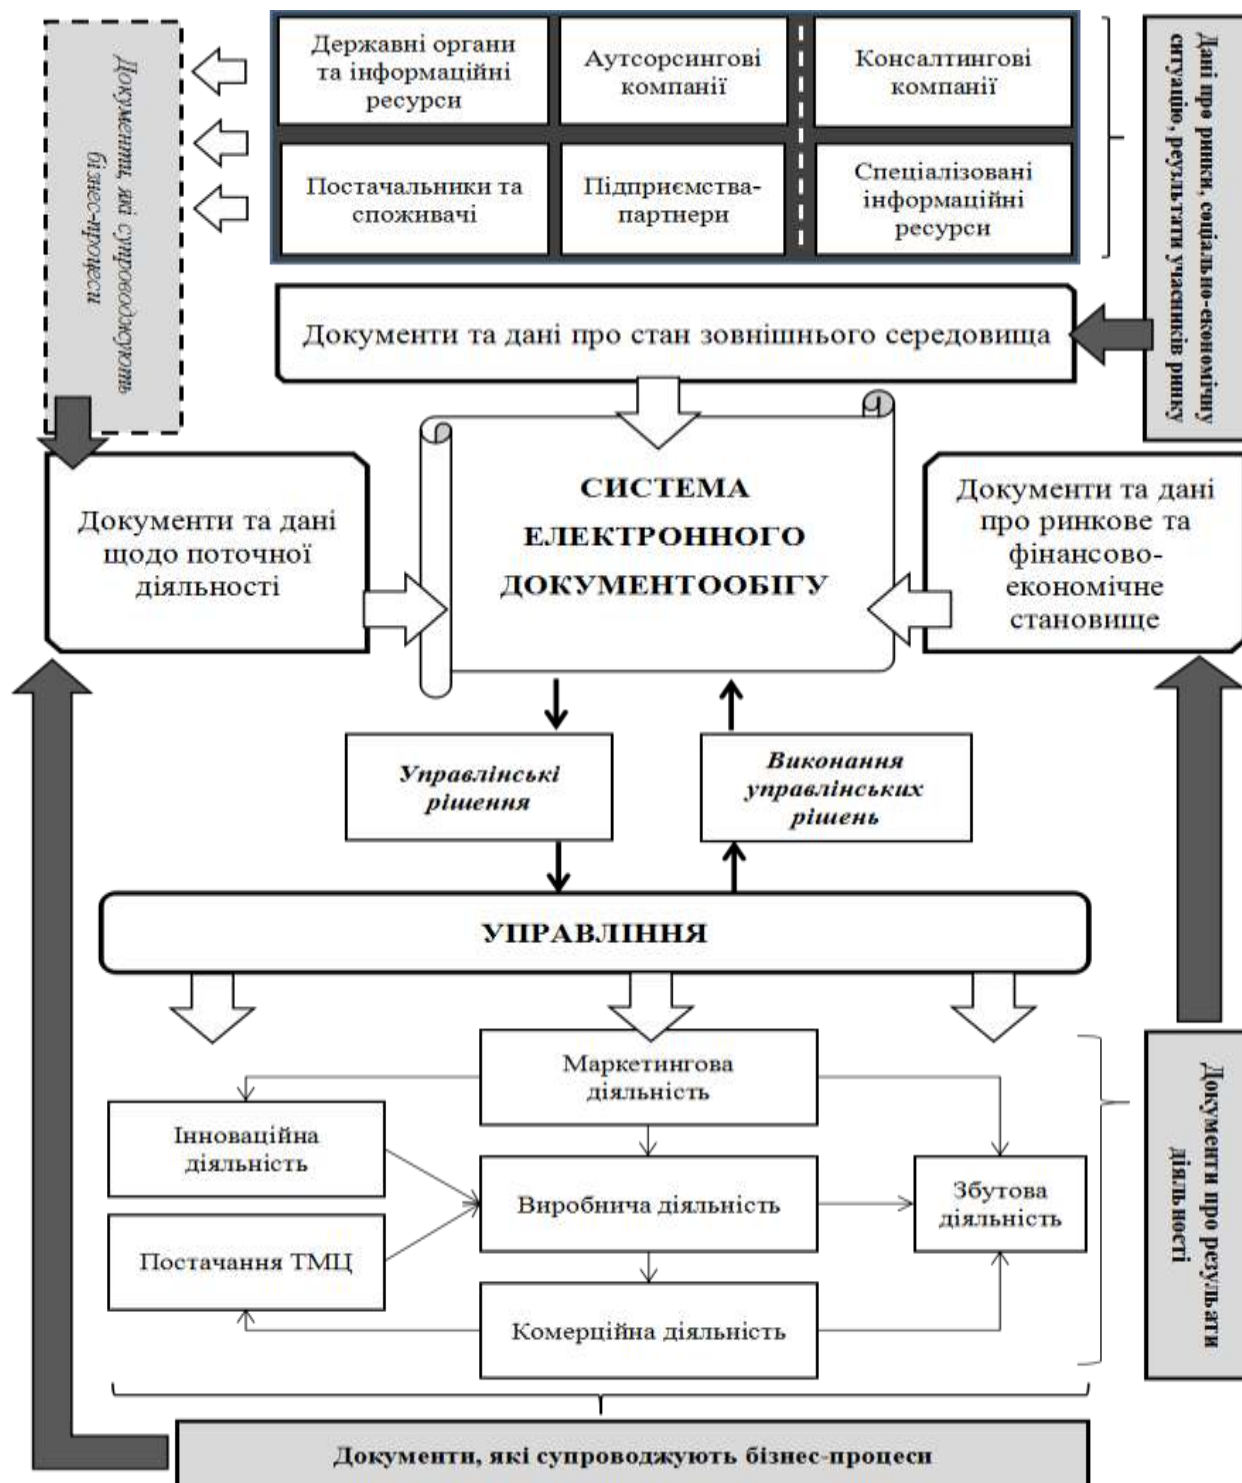 Державні органи
та інформаційні
ресурси
Аутсорсингові
компанії
Консалтингові
компанії
Постачальники та
споживачі
Підприємства-
партнери
Спеціалізовані
інформаційні
ресурси
Документи, які супроводжують
бізнес-процеси
Дані про ринки, соціально-економічну
ситуацію, результати учасників ринку
Документи та дані про стан зовнішнього середовища
Документи та дані
щодо поточної
діяльності
СИСТЕМА
ЕЛЕКТРОННОГО
ДОКУМЕНТООБІГУ
Документи та дані
про ринкове та
фінансово-
економічне
становище
Управлінські
рішення
Виконання
управлінських
рішень
УПРАВЛІННЯ
Маркетингова
діяльність
Інноваційна
діяльність
Виробнича діяльність
Збутова
діяльність
Постачання ТМЦ
Комерційна діяльність
Документи про резульати
діяльності
Документи, які супроводжують бізнес-процеси